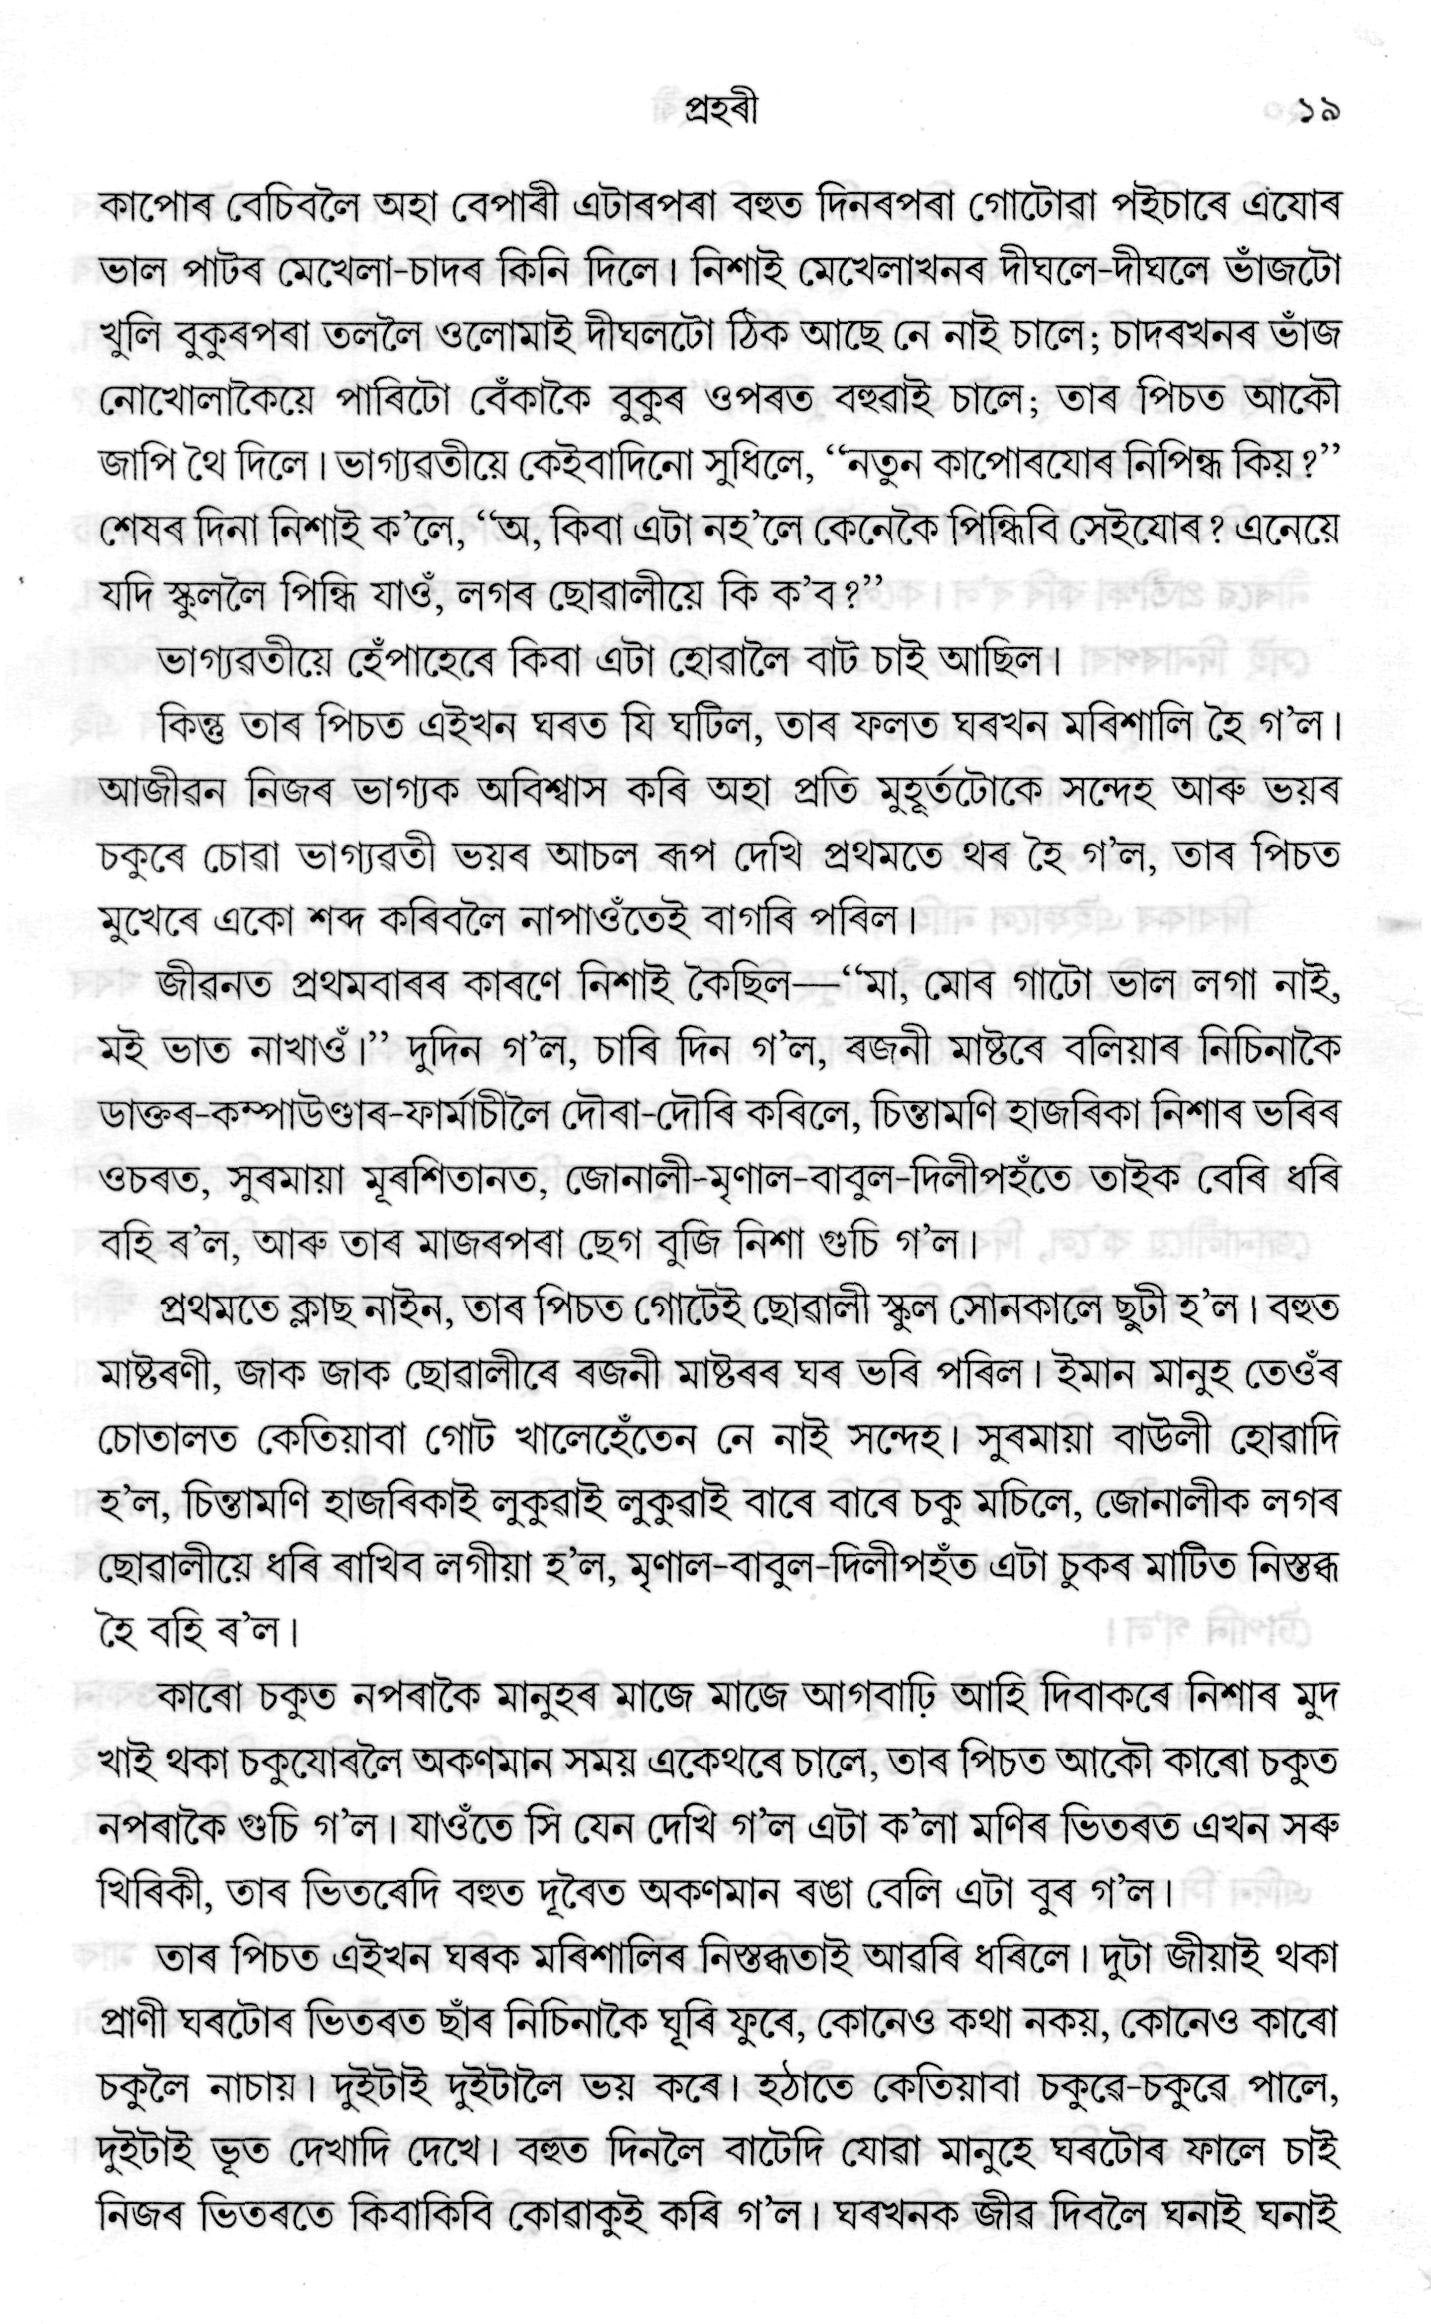 প্ৰহৰী ১৯
কাপোৰ বেচিবলৈ অহা বেপাৰী এটাৰপৰা বহুত দিনৰপৰা গোটোৱা পইচাৰে এযোৰ
ভাল পাটৰ মেখেলা-চাদৰ কিনি দিলে। নিশাই মেখেলাখনৰ দীঘলে-দীঘলে ভাঁজটো
খুলি বুকুৰপৰা তললৈ ওলোমাই দীঘলটো ঠিক আছে নে নাই চালে; চাদৰখনৰ ভাঁজ
নোখোলাকৈয়ে পাৰিটো বেঁকাকৈ বুকুৰ ওপৰত বহুৱাই চালে; তাৰ পিচত আকৌ
জাপি থৈ দিলে। ভাগ্যৱতীয়ে কেইবাদিনো সুধিলে, “নতুন কাপোৰযোৰ নিপিন্ধ কিয়?”
শেষৰ দিনা নিশাই ক’লে, “অ, কিবা এটা নহ’লে কেনেকৈ পিন্ধিবি সেইযোৰ? এনেয়ে
যদি স্কুললৈ পিন্ধি যাওঁ, লগৰ ছোৱালীয়ে কি ক’ব?”
ভাগ্যৱতীয়ে হেঁপাহেৰে কিবা এটা হোৱালৈ বাট চাই আছিল।
কিন্তু তাৰ পিচত এইখন ঘৰত যি ঘটিল, তাৰ ফলত ঘৰখন মৰিশালি হৈ গ’ল।
আজীৱন নিজৰ ভাগ্যক অবিশ্বাস কৰি অহা প্ৰতি মুহূৰ্তটোকে সন্দেহ আৰু ভয়ৰ
চকুৰে চোৱা ভাগ্যৱতী ভয়ৰ আচল ৰূপ দেখি প্ৰথমতে থৰ হৈ গ’ল, তাৰ পিচত
মুখেৰে একো শব্দ কৰিবলৈ নাপাওঁতেই বাগৰি পৰিল।
জীৱনত প্ৰথমবাৰৰ কাৰণে নিশাই কৈছিল—“মা, মোৰ গাটো ভাল লগা নাই,
মই ভাত নাখাওঁ।” দুদিন গ’ল, চাৰি দিন গ’ল, ৰজনী মাষ্টৰে বলিয়াৰ নিচিনাকৈ
ডাক্তৰ-কম্পাউণ্ডাৰ-ফাৰ্মাচীলৈ দৌৰা-দৌৰি কৰিলে, চিন্তামণি হাজৰিকা নিশাৰ ভৰিৰ
ওচৰত, সুৰমায়া মূৰশিতানত, জোনালী-মৃণাল-বাবুল-দিলীপহঁতে তাইক বেৰি ধৰি
বহি ৰ’ল, আৰু তাৰ মাজৰপৰা ছেগ বুজি নিশা গুচি গ’ল।
প্ৰথমতে ক্লাছ নাইন, তাৰ পিচত গোটেই ছোৱালী স্কুল সোনকালে ছুটী হ’ল। বহুত
মাষ্টৰণী, জাক জাক ছোৱালীৰে ৰজনী মাষ্টৰৰ ঘৰ ভৰি পৰিল। ইমান মানুহ তেওঁৰ
চোতালত কেতিয়াবা গোট খালেহেঁতেন নে নাই সন্দেহ। সুৰমায়া বাউলী হোৱাদি
হ’ল, চিন্তামণি হাজৰিকাই লুকুৱাই লুকুৱাই বাৰে বাৰে চকু মচিলে, জোনালীক লগৰ
ছোৱালীয়ে ধৰি ৰাখিব লগীয়া হ’ল, মৃণাল-বাবুল-দিলীপহঁত এটা চুকৰ মাটিত নিস্তব্ধ
হৈ বহি ৰ’ল।
কাৰো চকুত নপৰাকৈ মানুহৰ মাজে মাজে আগবাঢ়ি আহি দিবাকৰে নিশাৰ মুদ
খাই থকা চকুযোৰলৈ অকণমান সময় একেথৰে চালে, তাৰ পিচত আকৌ কাৰো চকুত
নপৰাকৈ গুচি গ’ল। যাওঁতে সি যেন দেখি গ’ল এটা ক’লা মণিৰ ভিতৰত এখন সৰু
খিৰিকী, তাৰ ভিতৰেদি বহুত দূৰৈত অকণমান ৰঙা বেলি এটা বুৰ গ’ল।
তাৰ পিচত এইখন ঘৰক মৰিশালিৰ নিস্তব্ধতাই আৱৰি ধৰিলে। দুটা জীয়াই থকা
প্ৰাণী ঘৰটোৰ ভিতৰত ছাঁৰ নিচিনাকৈ ঘূৰি ফুৰে, কোনেও কথা নকয়, কোনেও কাৰো
চকুলৈ নাচায়। দুইটাই দুইটালৈ ভয় কৰে। হঠাতে কেতিয়াবা চকুৱে-চকুৱে পালে,
দুইটাই ভূত দেখাদি দেখে। বহুত দিনলৈ বাটেদি যোৱা মানুহে ঘৰটোৰ ফালে চাই
নিজৰ ভিতৰতে কিবাকিবি কোৱাকুই কৰি গ’ল। ঘৰখনক জীৱ দিবলৈ ঘনাই ঘনাই